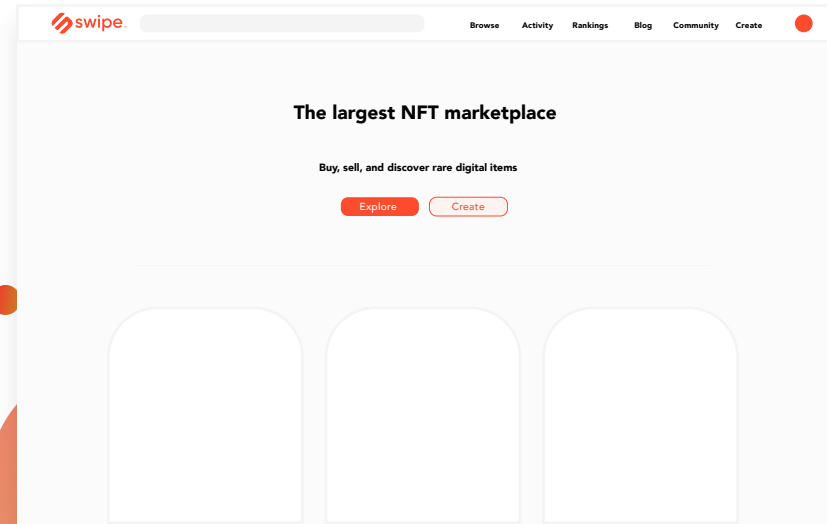 swipe
Browse Activity Rankings Blog Community Create
The largest NFT marketplace
Buy, sell, and discover rare digital items
Explore Create